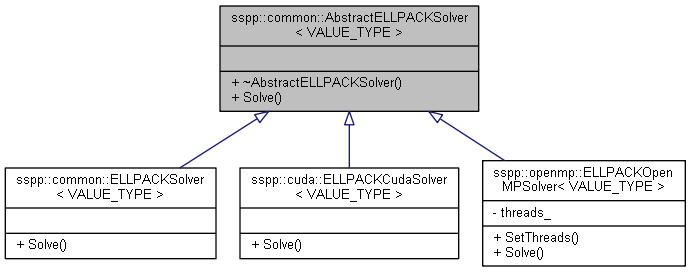 sspp::common::AbstractELLPACKSolver
< VALUE_TYPE >
+ ~AbstractELLPACKSolver()
+ Solve()
sspp::common::ELLPACKSolver
< VALUE_TYPE >
+ Solve()
sspp::cuda::ELLPACKCudaSolver
< VALUE_TYPE >
+ Solve()
sspp::openmp::ELLPACKOpen
MPSolver< VALUE_TYPE >
- threads_
+ SetThreads()
+ Solve()